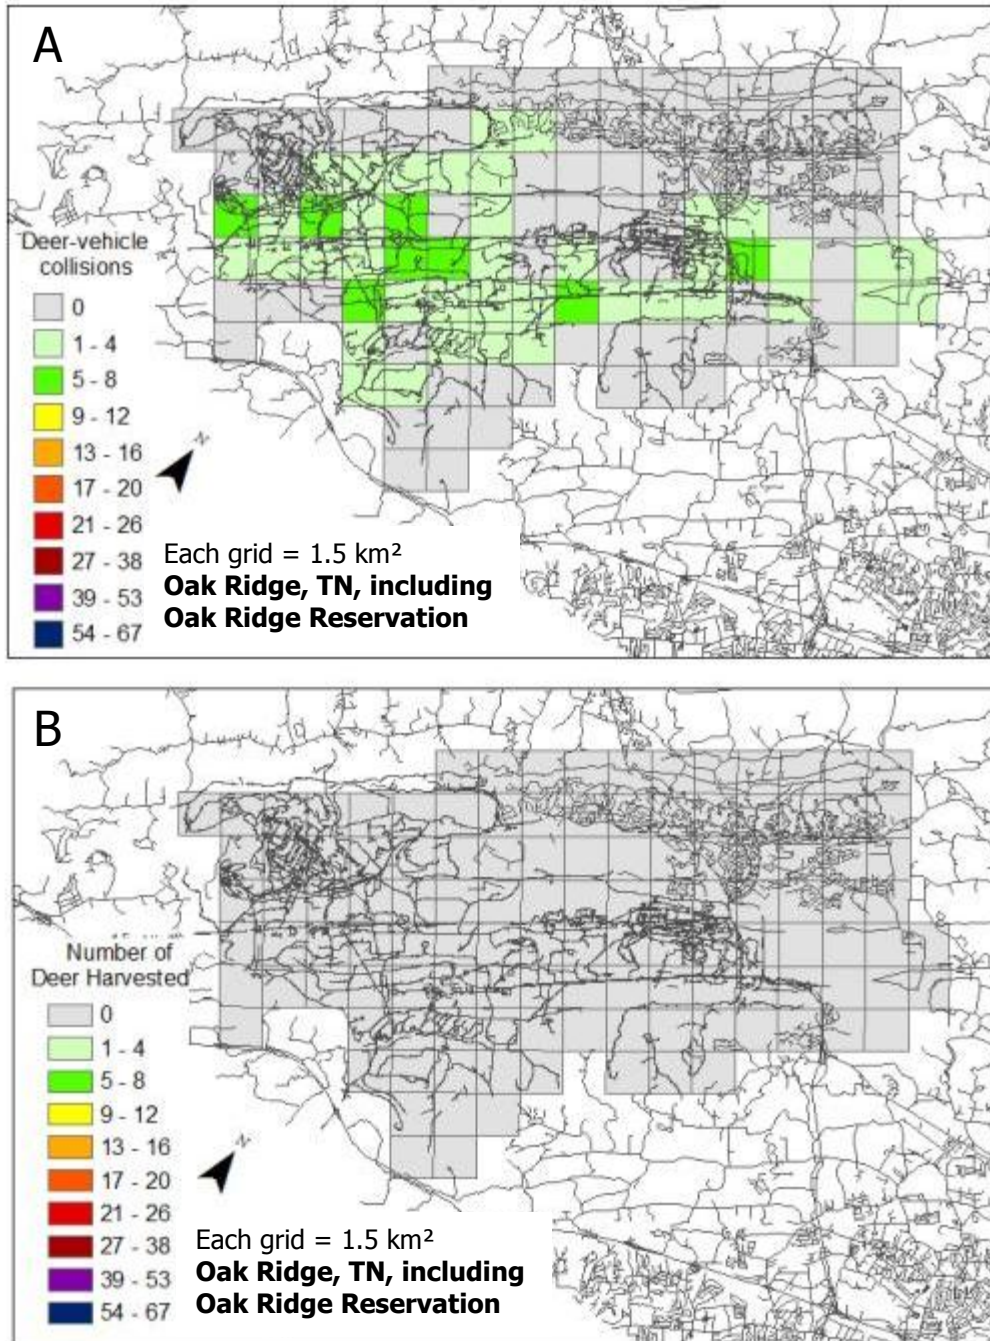 A
Deer-vehicle
collisions
0
1 - 4
5 - 8
9 - 12
13 - 16
17 - 20
21 - 26
27 - 38
39 - 53
54 - 67
N
Each grid = 1.5 km²
Oak Ridge, TN, including
Oak Ridge Reservation
B
Number of
Deer Harvested
0
1 - 4
5 - 8
9 - 12
13 - 16
17 - 20
21 - 26
27 - 38
39 - 53
54 - 67
N
Each grid = 1.5 km²
Oak Ridge, TN, including
Oak Ridge Reservation